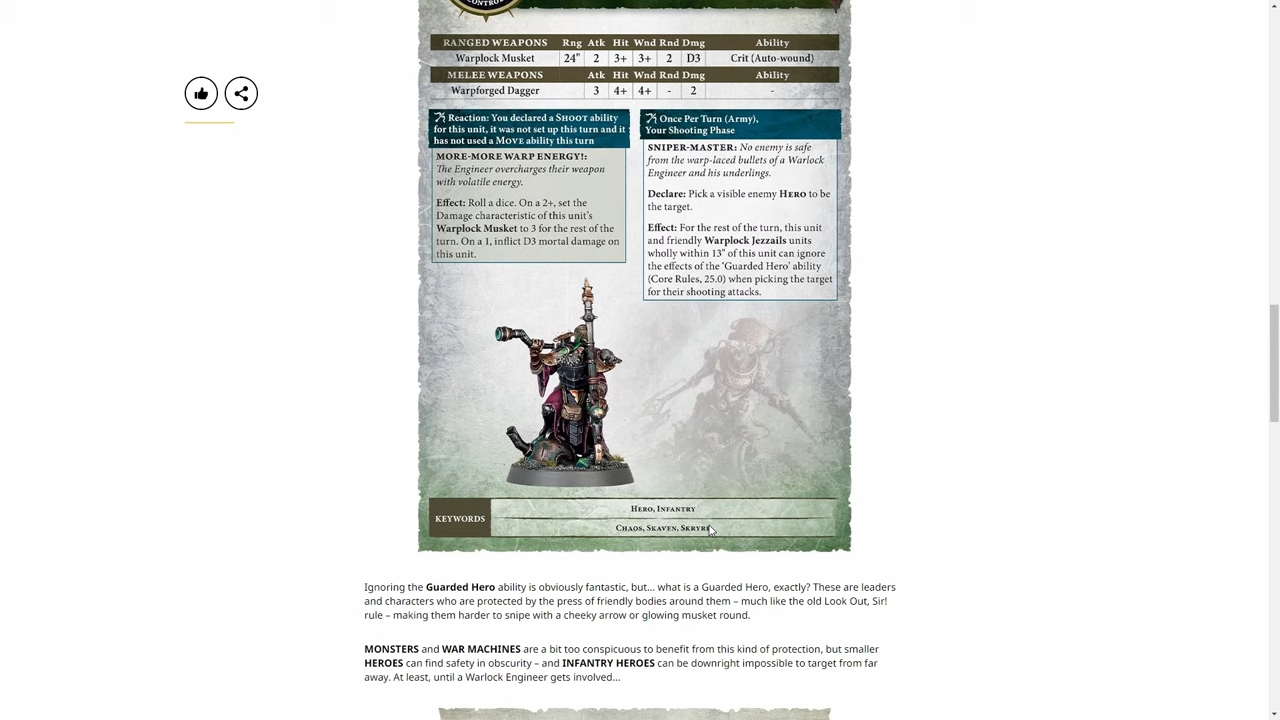 CONTROL
RANGED WEAPONS Rng Atk Hit Wnd Rnd Dmg Ability
Warplock Musket 24" 2 3+ 3+ 2 D3 Crit (Auto-wound)
MELEE WEAPONS Atk Hit Wnd Rnd Dmg Ability
Warpforged Dagger 3 4+ 4+ - 2 -
Reaction: You declared a SHOOT ability
for this unit, it was not set up this turn and it
has not used a MOVE ability this turn
MORE-MORE WARP ENERGY!:
The Engineer overcharges their weapon
with volatile energy.
Effect: Roll a dice. On a 2+, set the
Damage characteristic of this unit's
Warplock Musket to 3 for the rest of the
turn. On a 1, inflict D3 mortal damage on
this unit.
Once Per Turn (Army),
Your Shooting Phase
SNIPER-MASTER: No enemy is safe
from the warp-laced bullets of a Warlock
Engineer and his underlings.
Declare: Pick a visible enemy HERO to be
the target.
Effect: For the rest of the turn, this unit
and friendly Warplock Jezzails units
wholly within 13" of this unit can ignore
the effects of the 'Guarded Hero' ability
(Core Rules, 25.0) when picking the target
for their shooting attacks.
KEYWORDS
HERO, INFANTRY
CHAOS, SKAVEN, SKRYRE
Ignoring the Guarded Hero ability is obviously fantastic, but... what is a Guarded Hero, exactly? These are leaders
and characters who are protected by the press of friendly bodies around them – much like the old Look Out, Sir!
rule – making them harder to snipe with a cheeky arrow or glowing musket round.
MONSTERS and WAR MACHINES are a bit too conspicuous to benefit from this kind of protection, but smaller
HEROES can find safety in obscurity – and INFANTRY HEROES can be downright impossible to target from far
away. At least, until a Warlock Engineer gets involved...